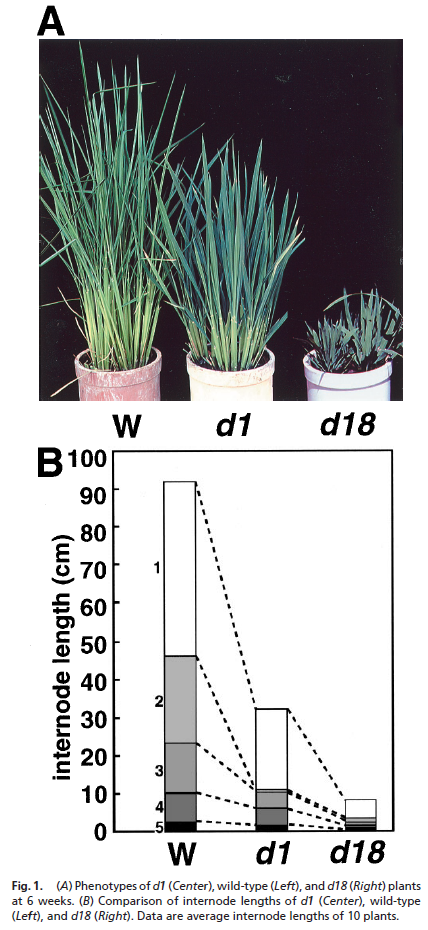 A
W d1 d18
B
100
90
80
70
60
50
40
30
20
10
0
internode length (cm)
1
2
3
4
5
W d1 d18
Fig. 1. (A) Phenotypes of d1 (Center), wild-type (Left), and d18 (Right) plants
at 6 weeks. (B) Comparison of internode lengths of d1 (Center), wild-type
(Left), and d18 (Right). Data are average internode lengths of 10 plants.